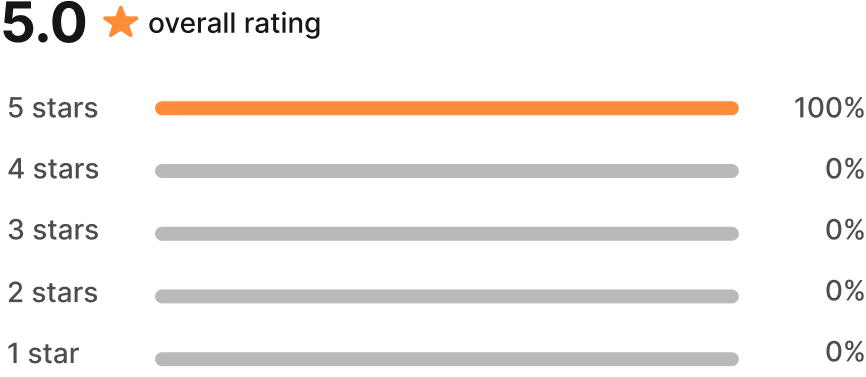 5.0 overall rating
5 stars 100%
4 stars 0%
3 stars 0%
2 stars 0%
1 star 0%